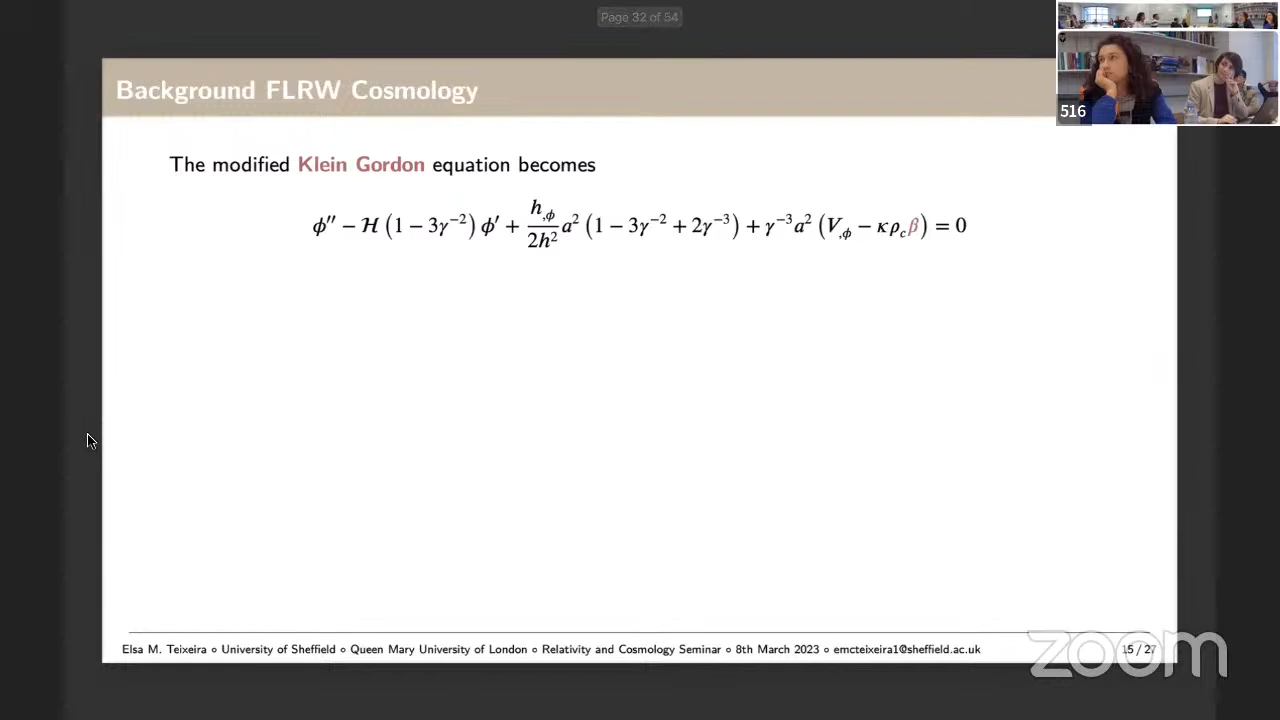 Page 32 of 54
Background FLRW Cosmology
516
The modified Klein Gordon equation becomes
ϕ′′ − ℋ (1 − 3γ⁻²) ϕ′ + h,ϕ/2h² a² (1 − 3γ⁻² + 2γ⁻³) + γ⁻³a² (V,ϕ − κρcβ) = 0
Elsa M. Teixeira ∘ University of Sheffield ∘ Queen Mary University of London ∘ Relativity and Cosmology Seminar ∘ 8th March 2023 ∘ emcteixeira1@sheffield.ac.uk 15 / 27
zoom